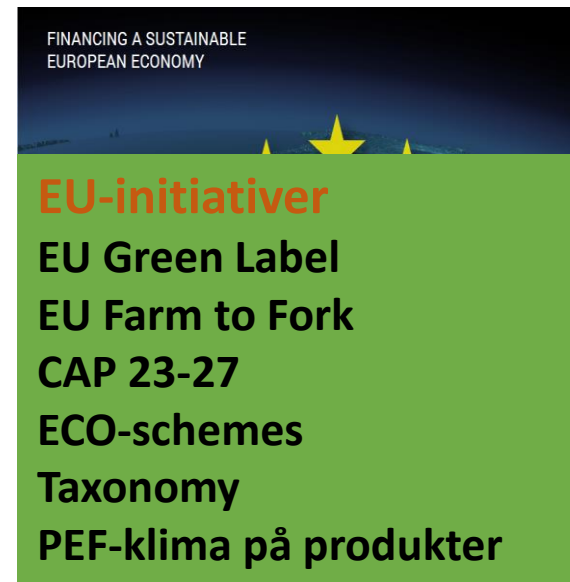 FINANCING A SUSTAINABLE
EUROPEAN ECONOMY
EU-initiativer
EU Green Label
EU Farm to Fork
CAP 23-27
ECO-schemes
Taxonomy
PEF-klima på produkter